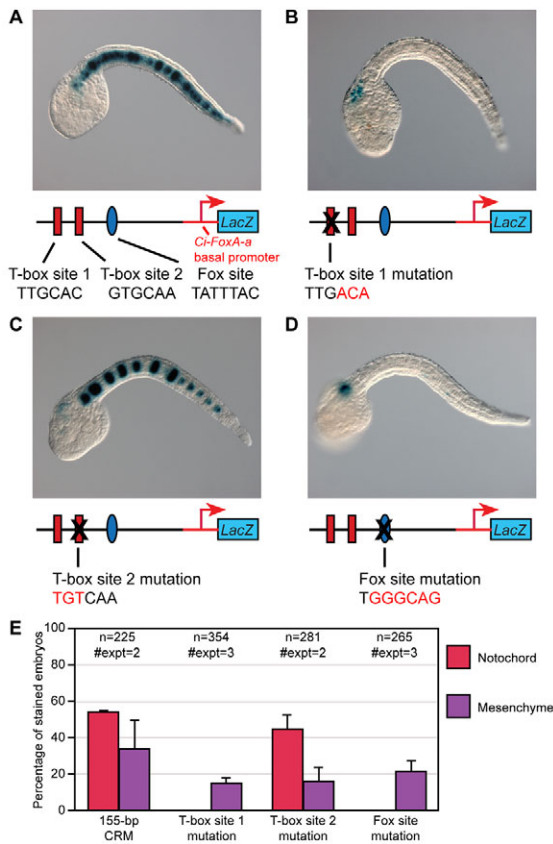 A
B
LacZ
LacZ
Ci-FoxA-a
basal promoter
T-box site 1
T-box site 2
Fox site
TTGCAC
GTGCAA
TATTTAC
T-box site 1 mutation
TTGACA
C
D
LacZ
LacZ
T-box site 2 mutation
TGTCAA
Fox site mutation
TGGGCAG
E
n=225
n=354
n=281
n=265
#expt=2
#expt=3
#expt=2
#expt=3
Percentage of stained embryos
100
80
60
40
20
0
Notochord
Mesenchyme
155-bp
CRM
T-box site 1
mutation
T-box site 2
mutation
Fox site
mutation